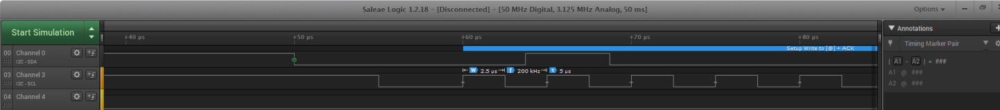 Saleae Logic 1.2.18 - [Disconnected] - [50 MHz Digital, 3.125 MHz Analog, 50 ms]
Options
Start Simulation
+40 µs +50 µs +60 µs +70 µs +80 µs
Annotations
00 Channel 0
I2C - SDA
Setup Write to [@] + ACK
Timing Marker Pair
03 Channel 3
I2C - SCL
W 2.5 µs f 200 kHz T 5 µs
| A1 - A2 | = ###
A1 @ ###
A2 @ ###
04 Channel 4